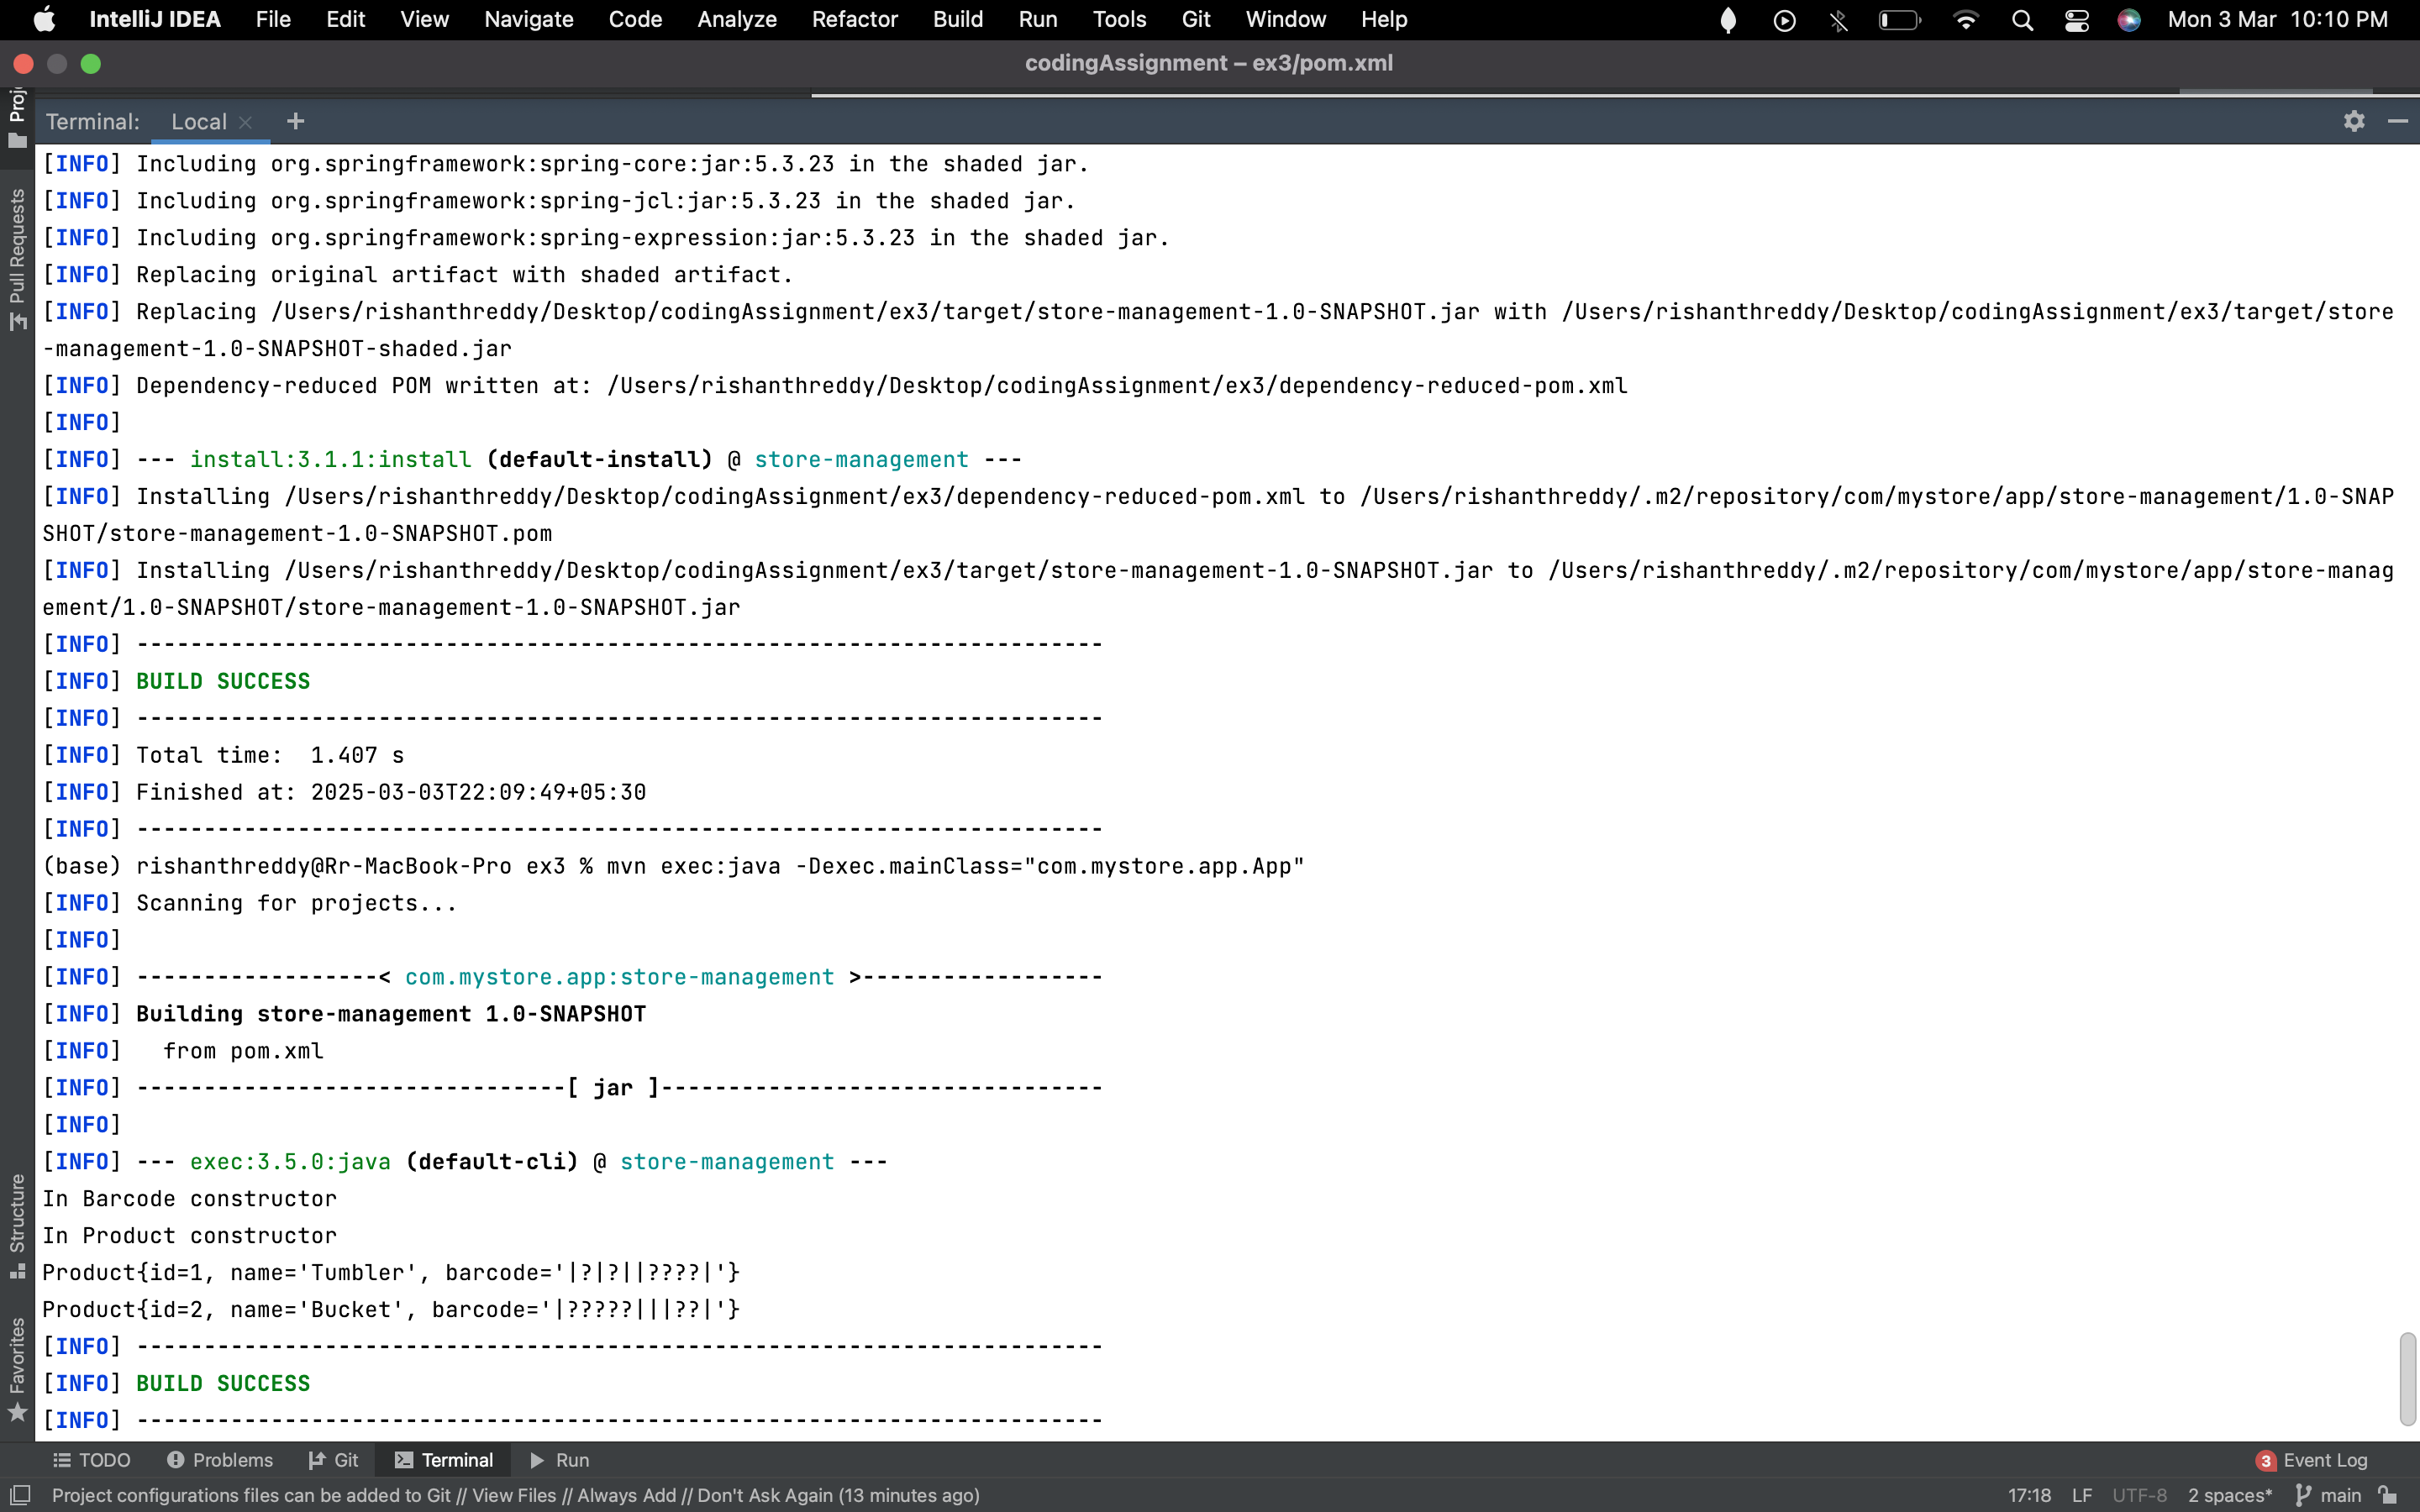 IntelliJ IDEA File Edit View Navigate Code Analyze Refactor Build Run Tools Git Window Help Mon 3 Mar 10:10 PM
codingAssignment – ex3/pom.xml
Terminal: Local +
[INFO] Including org.springframework:spring-core:jar:5.3.23 in the shaded jar.
[INFO] Including org.springframework:spring-jcl:jar:5.3.23 in the shaded jar.
[INFO] Including org.springframework:spring-expression:jar:5.3.23 in the shaded jar.
[INFO] Replacing original artifact with shaded artifact.
[INFO] Replacing /Users/rishanthreddy/Desktop/codingAssignment/ex3/target/store-management-1.0-SNAPSHOT.jar with /Users/rishanthreddy/Desktop/codingAssignment/ex3/target/store
-management-1.0-SNAPSHOT-shaded.jar
[INFO] Dependency-reduced POM written at: /Users/rishanthreddy/Desktop/codingAssignment/ex3/dependency-reduced-pom.xml
[INFO]
[INFO] --- install:3.1.1:install (default-install) @ store-management ---
[INFO] Installing /Users/rishanthreddy/Desktop/codingAssignment/ex3/dependency-reduced-pom.xml to /Users/rishanthreddy/.m2/repository/com/mystore/app/store-management/1.0-SNAP
SHOT/store-management-1.0-SNAPSHOT.pom
[INFO] Installing /Users/rishanthreddy/Desktop/codingAssignment/ex3/target/store-management-1.0-SNAPSHOT.jar to /Users/rishanthreddy/.m2/repository/com/mystore/app/store-manag
ement/1.0-SNAPSHOT/store-management-1.0-SNAPSHOT.jar
[INFO] ------------------------------------------------------------------------
[INFO] BUILD SUCCESS
[INFO] ------------------------------------------------------------------------
[INFO] Total time:  1.407 s
[INFO] Finished at: 2025-03-03T22:09:49+05:30
[INFO] ------------------------------------------------------------------------
(base) rishanthreddy@Rr-MacBook-Pro ex3 % mvn exec:java -Dexec.mainClass="com.mystore.app.App"
[INFO] Scanning for projects...
[INFO]
[INFO] ------------------< com.mystore.app:store-management >------------------
[INFO] Building store-management 1.0-SNAPSHOT
[INFO]   from pom.xml
[INFO] --------------------------------[ jar ]---------------------------------
[INFO]
[INFO] --- exec:3.5.0:java (default-cli) @ store-management ---
In Barcode constructor
In Product constructor
Product{id=1, name='Tumbler', barcode='|?|?||????|'}
Product{id=2, name='Bucket', barcode='|?????|||??|'}
[INFO] ------------------------------------------------------------------------
[INFO] BUILD SUCCESS
[INFO] ------------------------------------------------------------------------
Pull Requests
Structure
Favorites
TODO Problems Git Terminal Run 3 Event Log
Project configurations files can be added to Git // View Files // Always Add // Don't Ask Again (13 minutes ago) 17:18 LF UTF-8 2 spaces* main